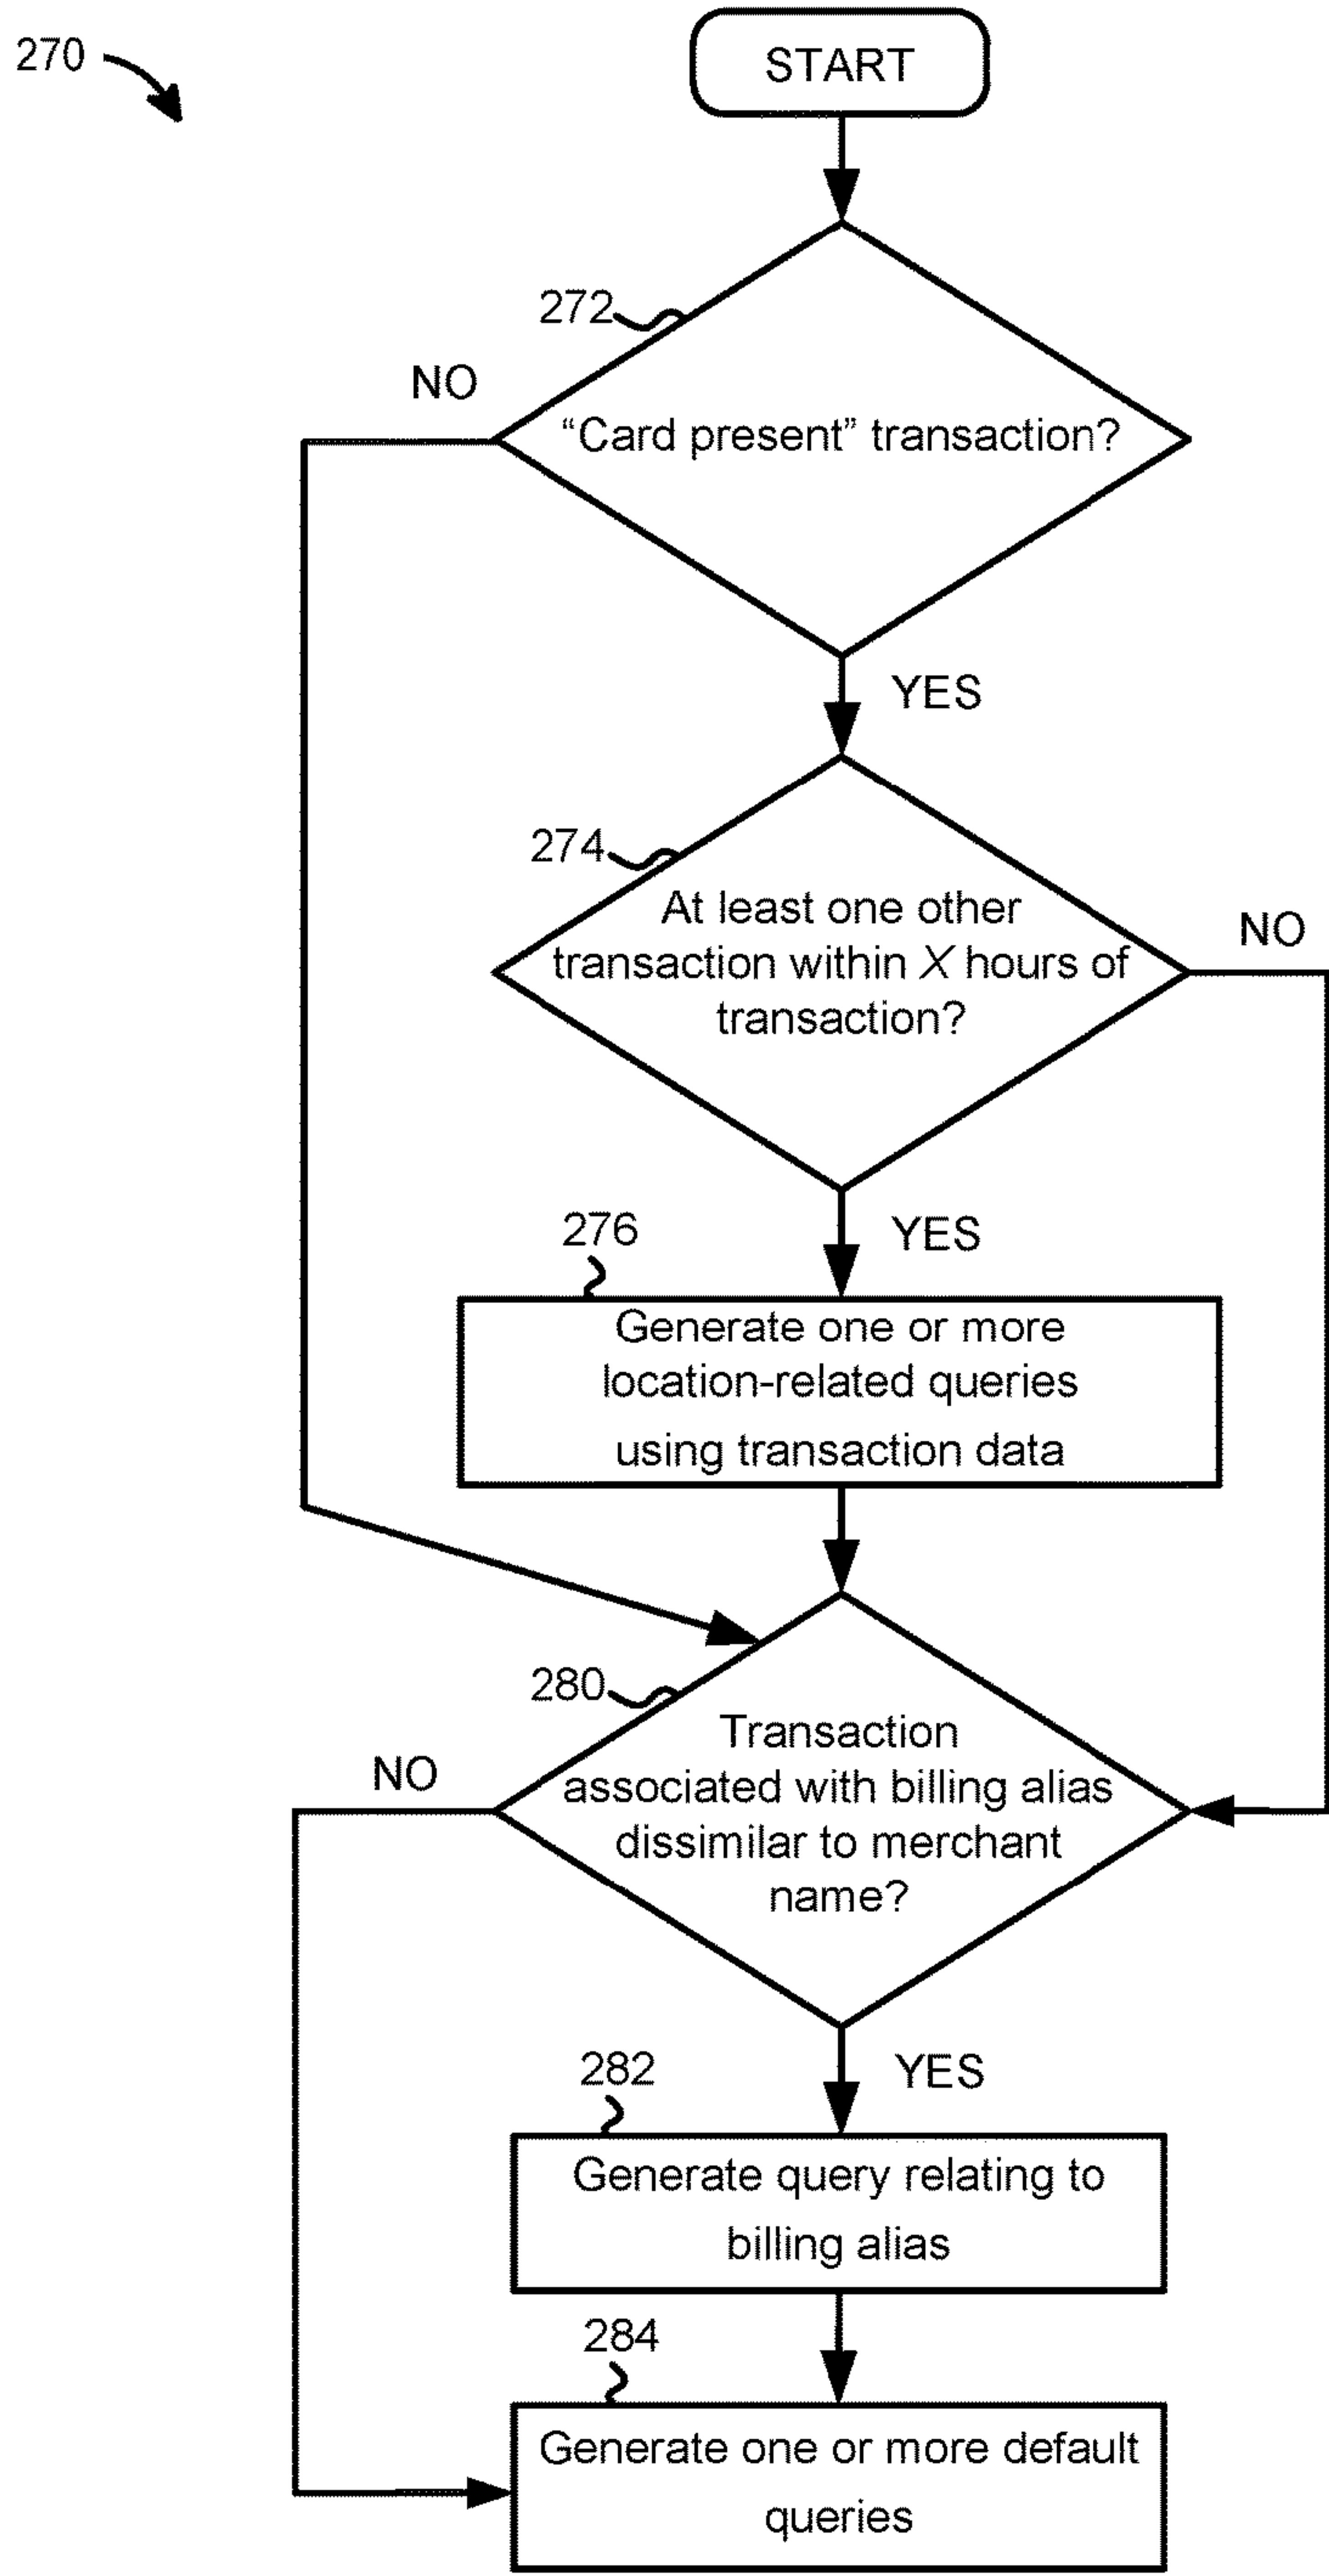 270
START
272
NO
“Card present” transaction?
YES
274
At least one other
transaction within X hours of
transaction?
NO
276
YES
Generate one or more
location-related queries
using transaction data
280
Transaction
associated with billing alias
dissimilar to merchant
name?
NO
282
YES
Generate query relating to
billing alias
284
Generate one or more default
queries